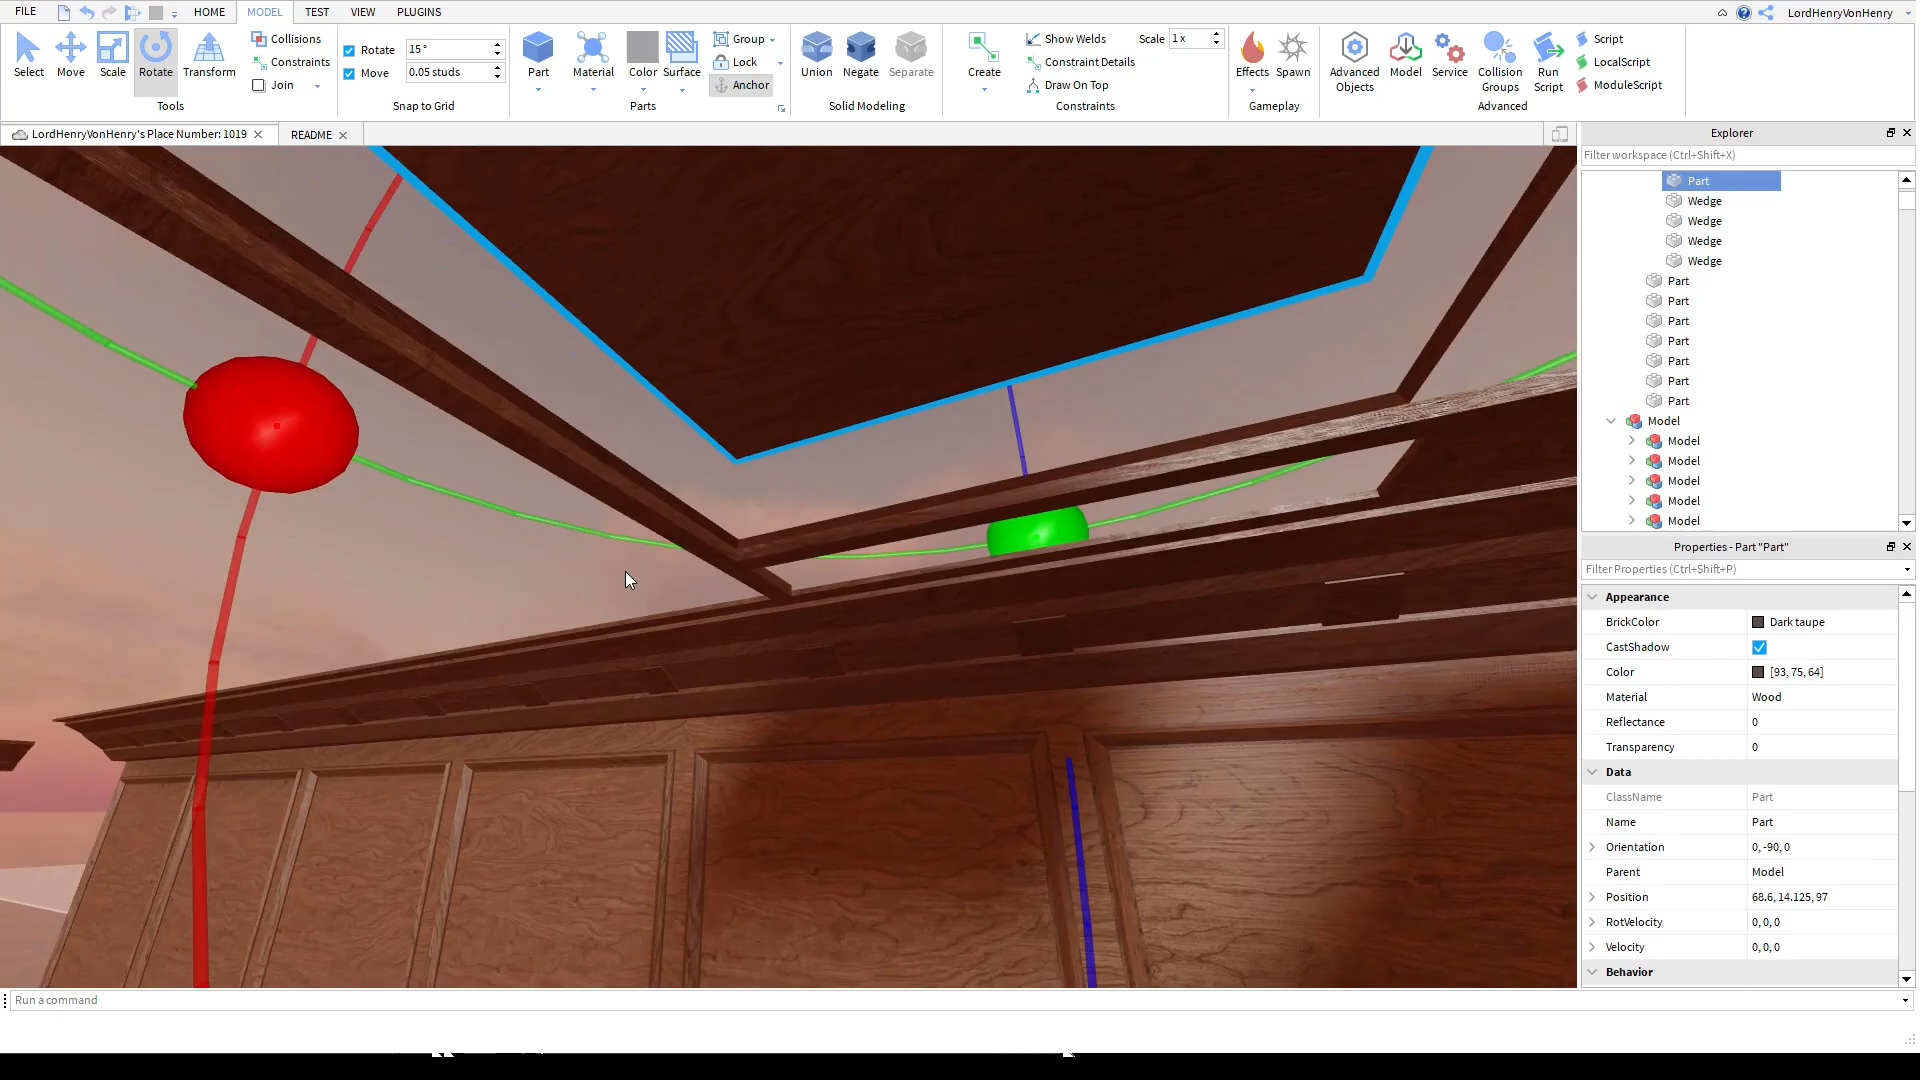 FILE HOME MODEL TEST VIEW PLUGINS LordHenryVonHenry
Select Move Scale Rotate Transform
Collisions
Constraints
Join
Tools
Rotate 15°
Move 0.05 studs
Snap to Grid
Part Material Color Surface
Group
Lock
Anchor
Parts
Union Negate Separate
Solid Modeling
Create
Show Welds Scale 1 x
Constraint Details
Draw On Top
Constraints
Effects Spawn
Gameplay
Advanced Objects Model Service Collision Groups Run Script
Script
LocalScript
ModuleScript
Advanced
LordHenryVonHenry's Place Number: 1019 README
Explorer
Filter workspace (Ctrl+Shift+X)
Part
Wedge
Wedge
Wedge
Wedge
Part
Part
Part
Part
Part
Part
Part
Model
Model
Model
Model
Model
Model
Properties - Part "Part"
Filter Properties (Ctrl+Shift+P)
Appearance
BrickColor Dark taupe
CastShadow
Color [93, 75, 64]
Material Wood
Reflectance 0
Transparency 0
Data
ClassName Part
Name Part
Orientation 0, -90, 0
Parent Model
Position 68.6, 14.125, 97
RotVelocity 0, 0, 0
Velocity 0, 0, 0
Behavior
Run a command